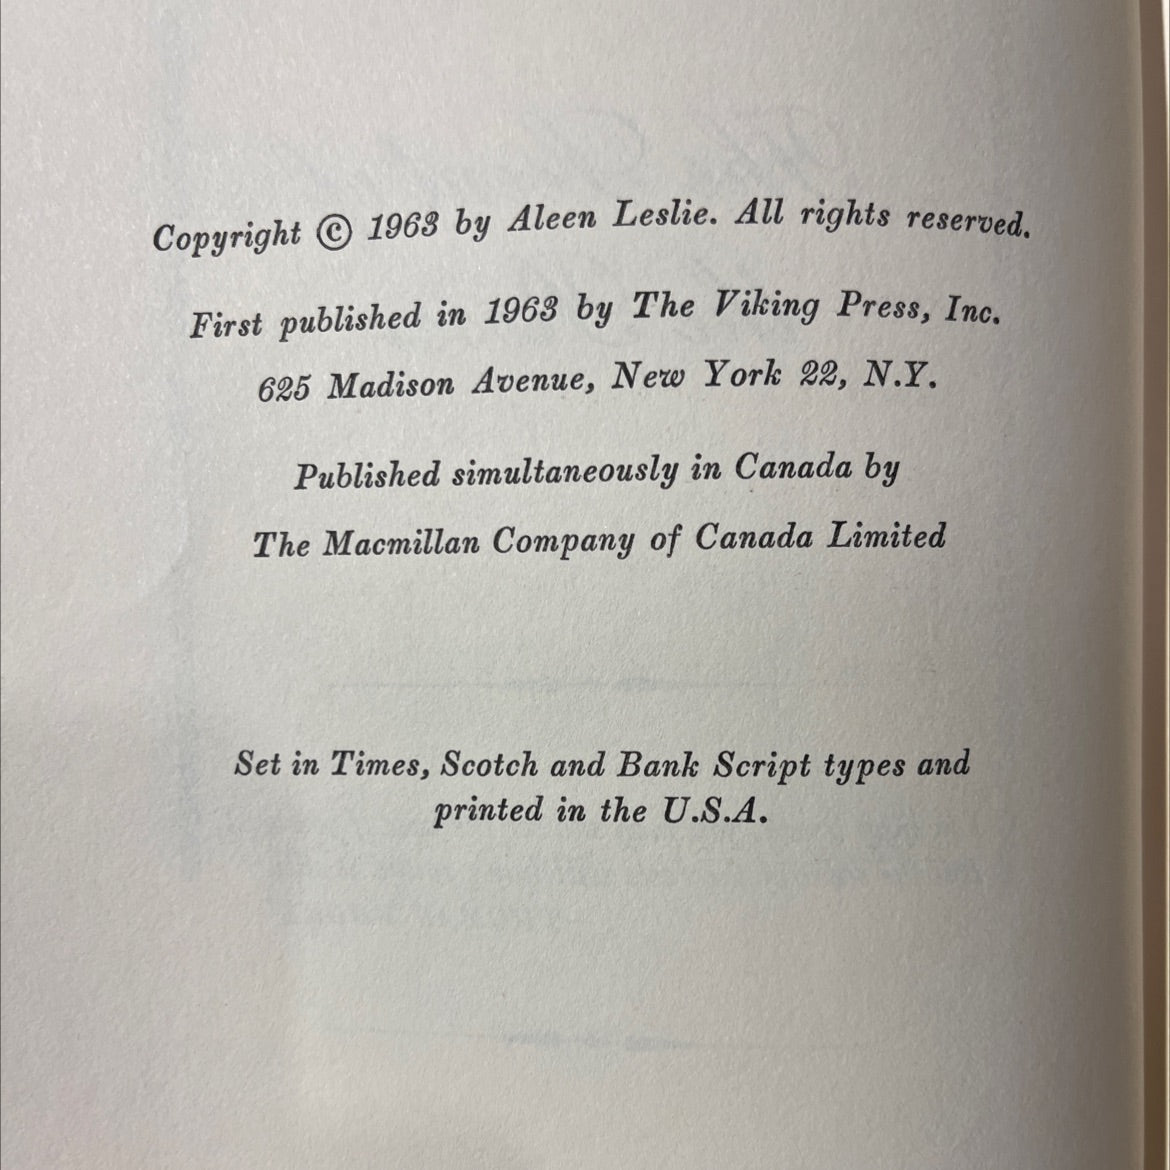 Copyright © 1963 by Aleen Leslie. All rights reserved.
First published in 1963 by The Viking Press, Inc.
625 Madison Avenue, New York 22, N.Y.
Published simultaneously in Canada by
The Macmillan Company of Canada Limited
Set in Times, Scotch and Bank Script types and
printed in the U.S.A.